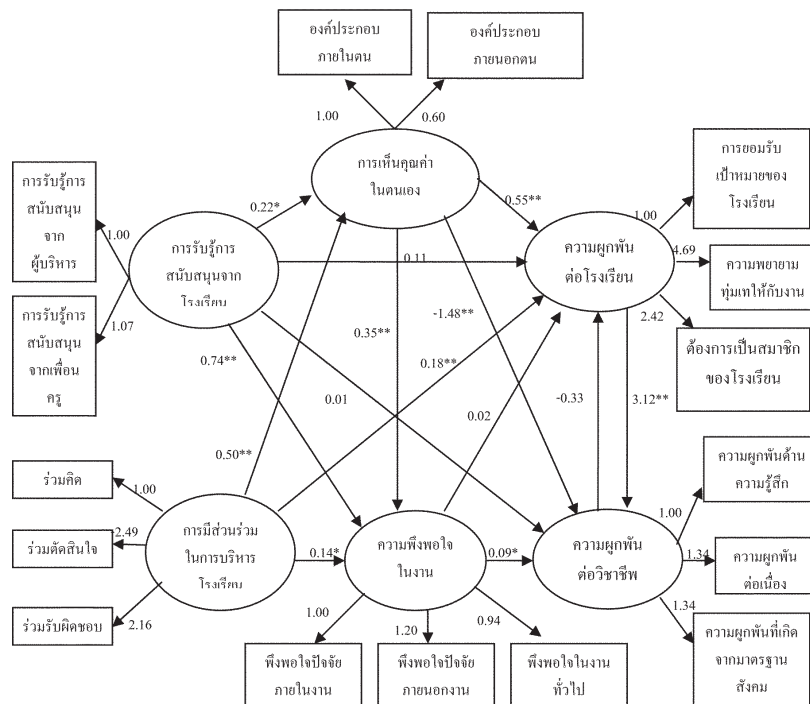 องค์ประกอบ
ภายในตน
องค์ประกอบ
ภายนอกตน
1.00
0.60
การเห็นคุณค่า
ในตนเอง
การรับรู้การ
สนับสนุน
จาก
ผู้บริหาร
1.00
การรับรู้การ
สนับสนุน
จากเพื่อน
ครู
1.07
การรับรู้การ
สนับสนุนจาก
โรงเรียน
0.22*
0.55**
0.11
ความผูกพัน
ต่อโรงเรียน
1.00
การยอมรับ
เป้าหมายของ
โรงเรียน
4.69
ความพยายาม
ทุ่มเทให้กับงาน
2.42
ต้องการเป็นสมาชิก
ของโรงเรียน
0.74**
0.35**
-1.48**
0.18**
0.01
0.02
-0.33
3.12**
0.50**
ร่วมคิด
1.00
ร่วมตัดสินใจ
2.49
ร่วมรับผิดชอบ
2.16
การมีส่วนร่วม
ในการบริหาร
โรงเรียน
0.14*
ความพึงพอใจ
ในงาน
0.09*
ความผูกพัน
ต่อวิชาชีพ
1.00
ความผูกพันด้าน
ความรู้สึก
1.34
ความผูกพัน
ต่อเนื่อง
1.34
ความผูกพันที่เกิด
จากมาตรฐาน
สังคม
1.00
1.20
0.94
พึงพอใจปัจจัย
ภายในงาน
พึงพอใจปัจจัย
ภายนอกงาน
พึงพอใจในงาน
ทั่วไป